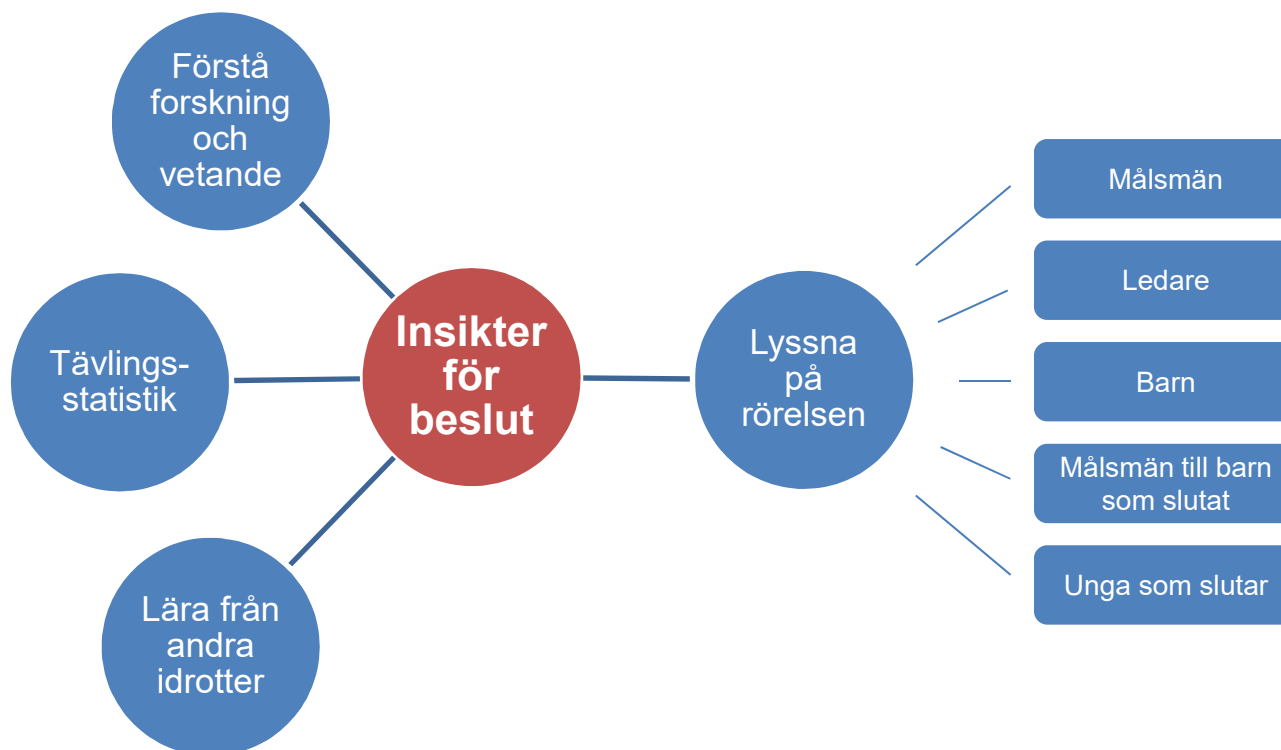 Förstå
forskning
och
vetande
Tävlings-
statistik
Lära från
andra
idrotter
Insikter
för
beslut
Lyssna
på
rörelsen
Målsmän
Ledare
Barn
Målsmän till barn
som slutat
Unga som slutar